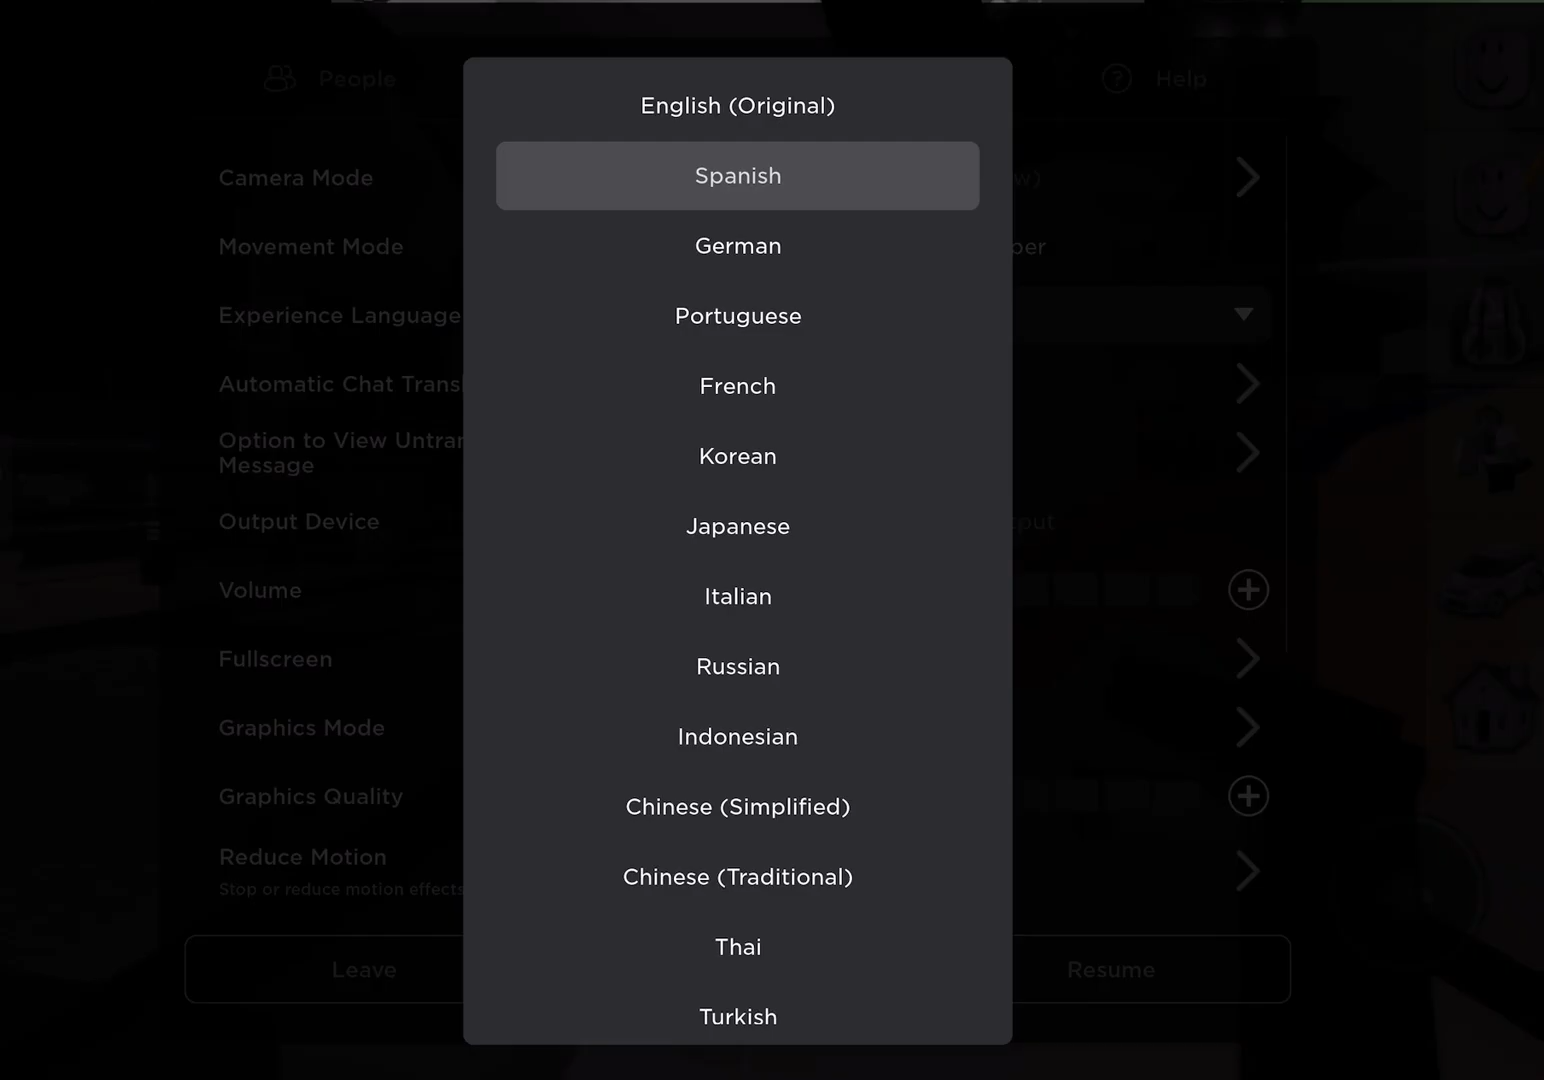 People
Help
English (Original)
Spanish
German
Portuguese
French
Korean
Japanese
Italian
Russian
Indonesian
Chinese (Simplified)
Chinese (Traditional)
Thai
Turkish
Camera Mode
Movement Mode
Experience Language
Automatic Chat
Option to View
Message
Output Device
Volume
Fullscreen
Graphics Mode
Graphics Quality
Reduce Motion
Stop or reduce motion effects
Leave
Resume